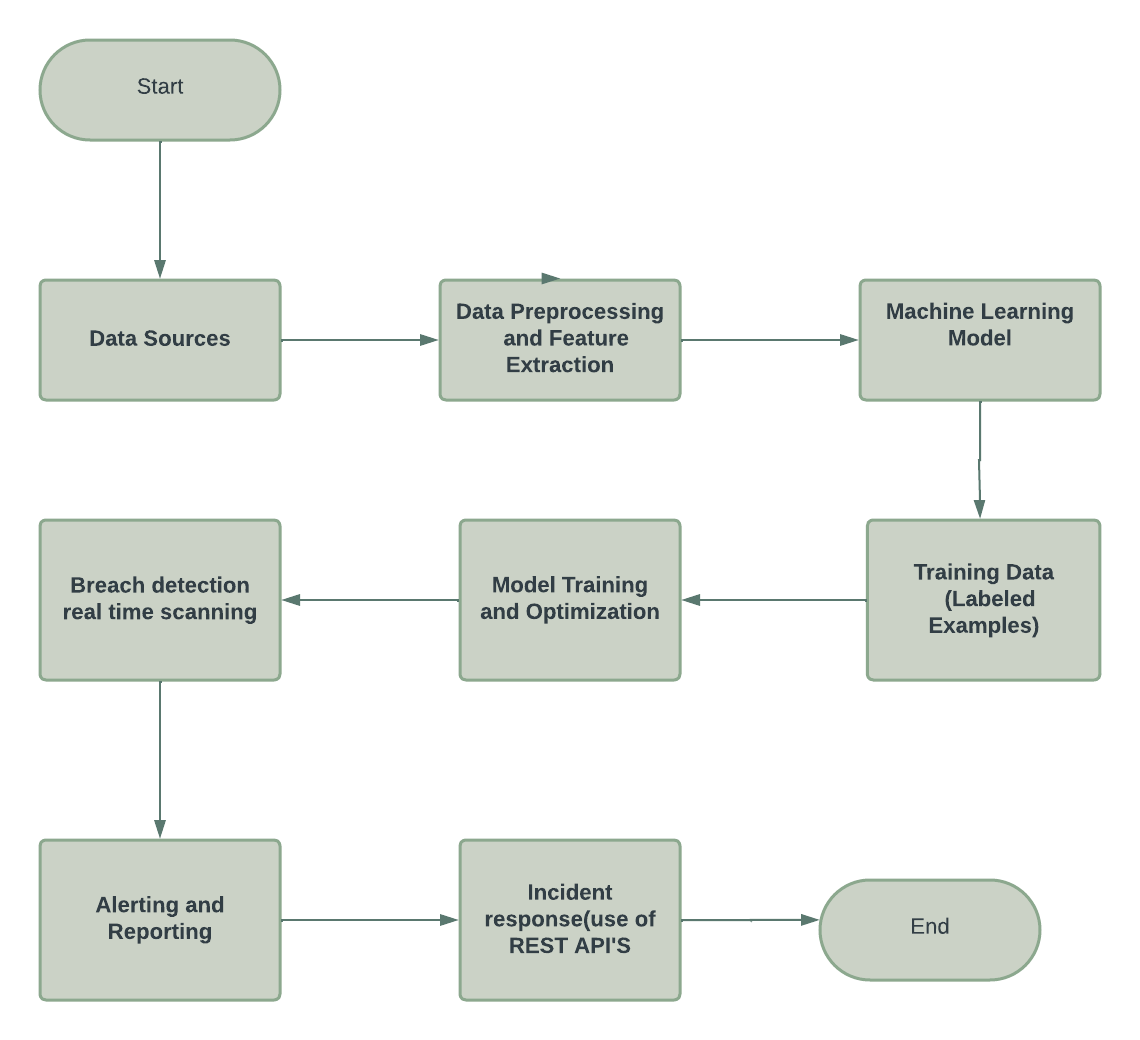 Start
Data Sources
Data Preprocessing
and Feature
Extraction
Machine Learning
Model
Training Data
(Labeled
Examples)
Model Training
and Optimization
Breach detection
real time scanning
Alerting and
Reporting
Incident
response(use of
REST API'S
End